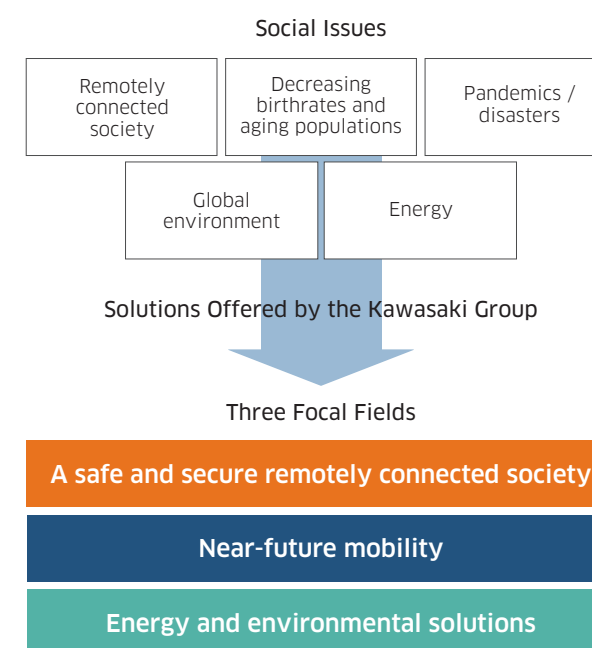 Social Issues
Remotely
connected
society
Decreasing
birthrates and
aging populations
Pandemics /
disasters
Global
environment
Energy
Solutions Offered by the Kawasaki Group
Three Focal Fields
A safe and secure remotely connected society
Near-future mobility
Energy and environmental solutions